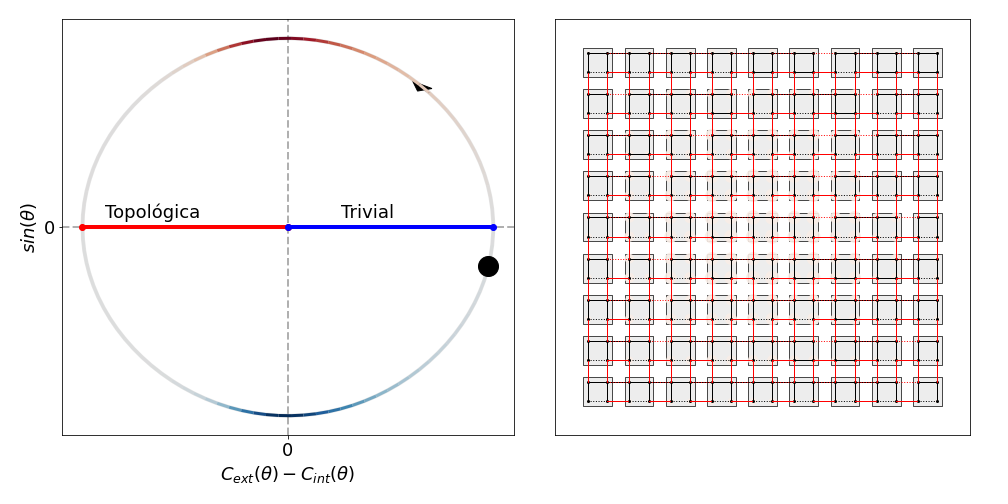 Topológica
Trivial
sin(θ)
0
0
C_ext(θ) − C_int(θ)